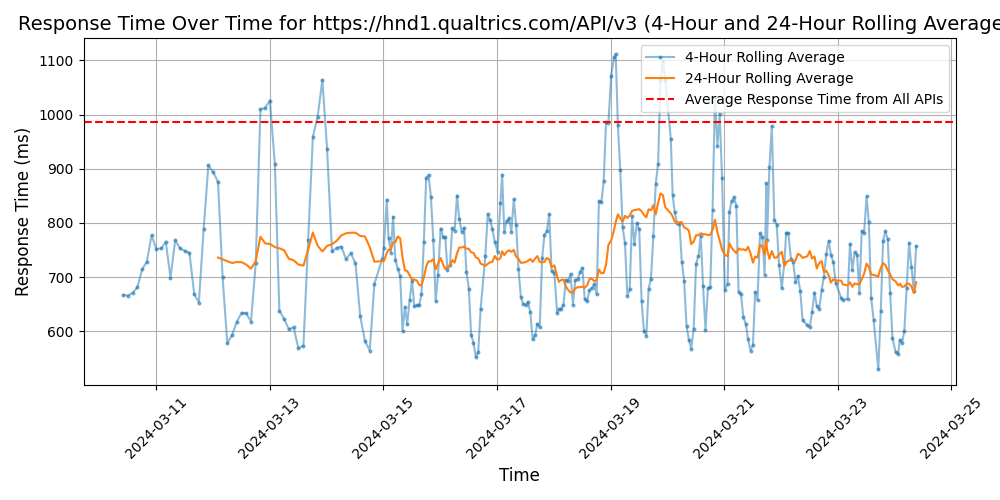 Response Time Over Time for https://hnd1.qualtrics.com/API/v3 (4-Hour and 24-Hour Rolling Average
1100
1000
900
800
700
600
Response Time (ms)
4-Hour Rolling Average
24-Hour Rolling Average
Average Response Time from All APIs
2024-03-11
2024-03-13
2024-03-15
2024-03-17
2024-03-19
2024-03-21
2024-03-23
2024-03-25
Time